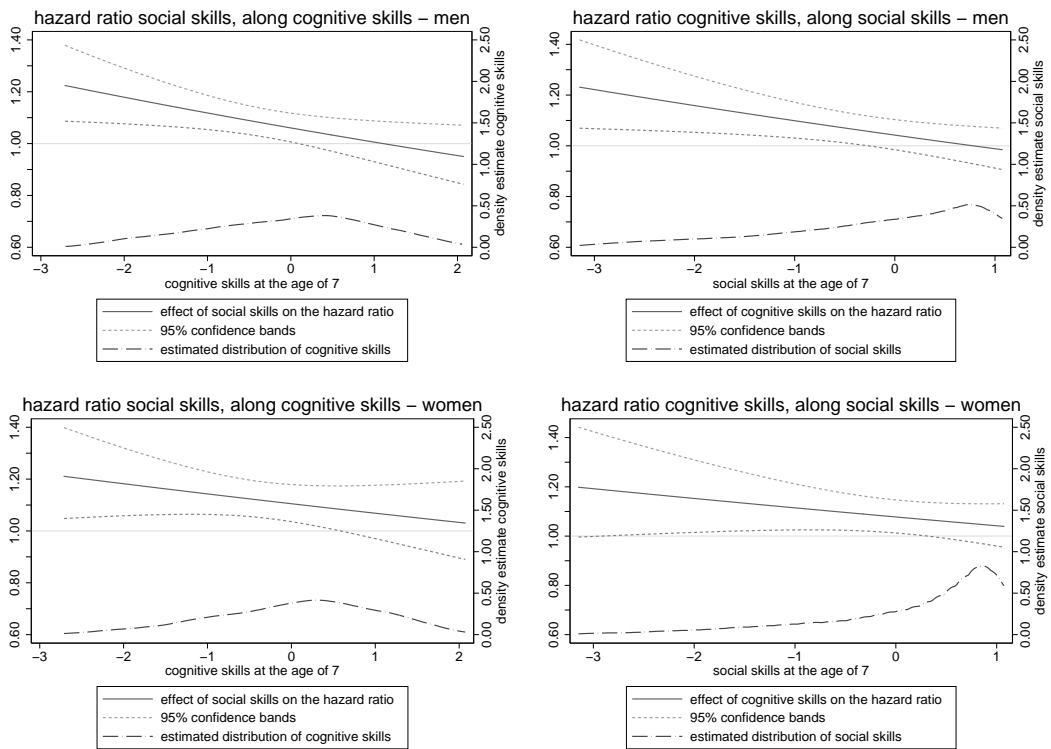 hazard ratio social skills, along cognitive skills − men
0.60 0.80 1.00 1.20 1.40
0.00 0.50 1.00 1.50 2.00 2.50
density estimate cognitive skills
−3 −2 −1 0 1 2
cognitive skills at the age of 7
effect of social skills on the hazard ratio
95% confidence bands
estimated distribution of cognitive skills
hazard ratio cognitive skills, along social skills − men
0.60 0.80 1.00 1.20 1.40
0.00 0.50 1.00 1.50 2.00 2.50
density estimate social skills
−3 −2 −1 0 1
social skills at the age of 7
effect of cognitive skills on the hazard ratio
95% confidence bands
estimated distribution of social skills
hazard ratio social skills, along cognitive skills − women
0.60 0.80 1.00 1.20 1.40
0.00 0.50 1.00 1.50 2.00 2.50
density estimate cognitive skills
−3 −2 −1 0 1 2
cognitive skills at the age of 7
effect of social skills on the hazard ratio
95% confidence bands
estimated distribution of cognitive skills
hazard ratio cognitive skills, along social skills − women
0.60 0.80 1.00 1.20 1.40
0.00 0.50 1.00 1.50 2.00 2.50
density estimate social skills
−3 −2 −1 0 1
social skills at the age of 7
effect of cognitive skills on the hazard ratio
95% confidence bands
estimated distribution of social skills